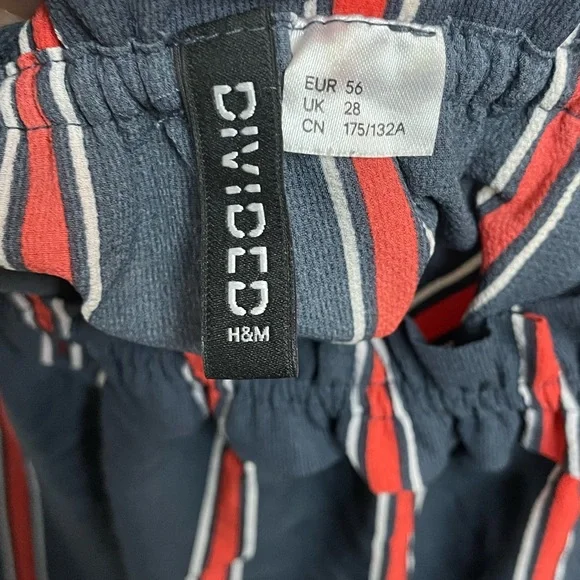 DIVIDED
H&M
EUR 56
UK 28
CN 175/132A